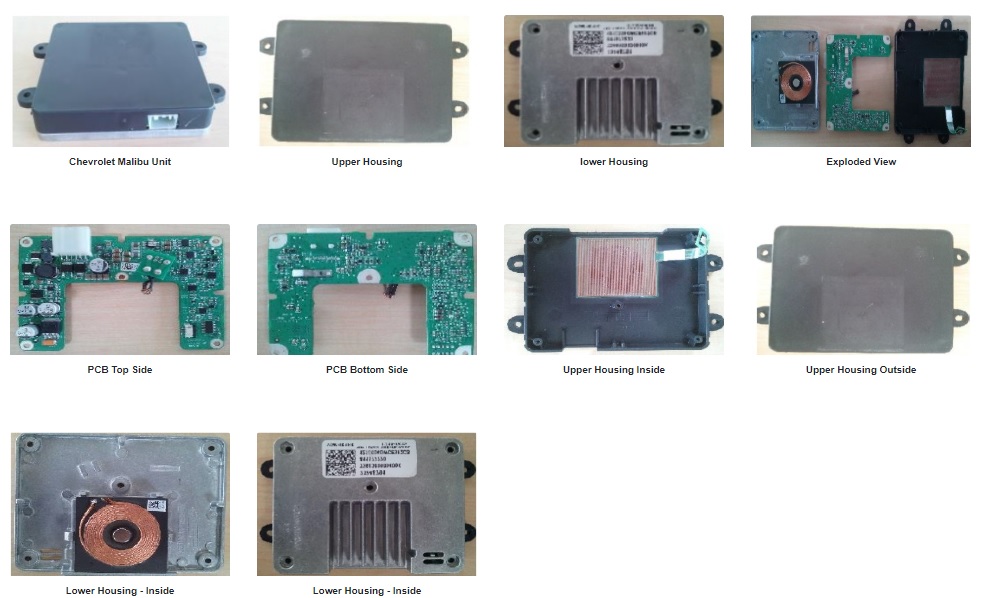 Chevrolet Malibu Unit
Upper Housing
lower Housing
Exploded View
PCB Top Side
PCB Bottom Side
Upper Housing Inside
Upper Housing Outside
Lower Housing - Inside
Lower Housing - Inside